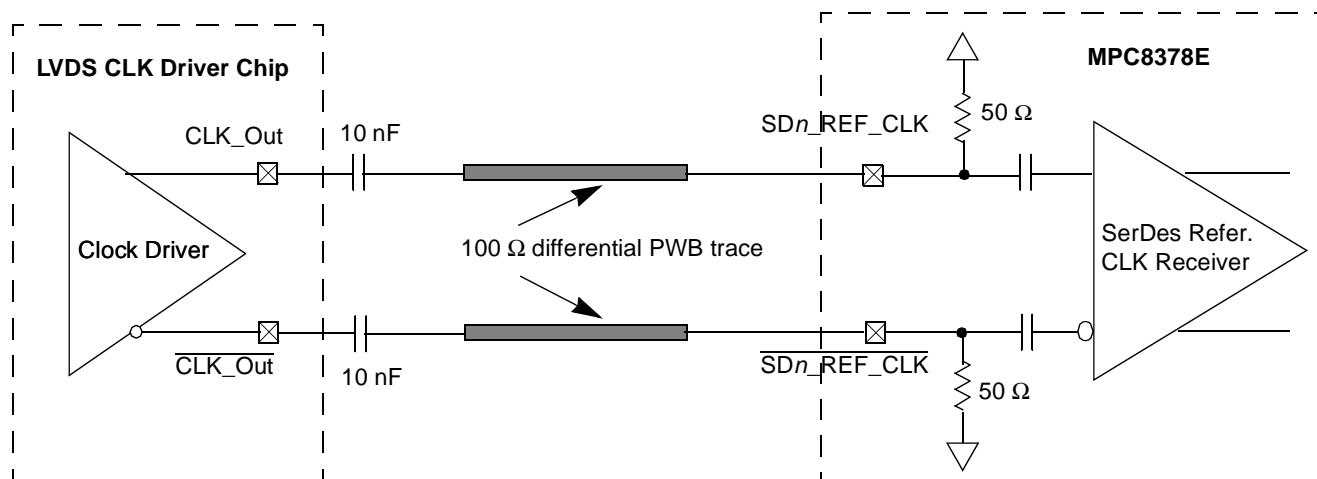 LVDS CLK Driver Chip
MPC8378E
CLK_Out
10 nF
SDn_REF_CLK
50 Ω
Clock Driver
100 Ω differential PWB trace
SerDes Refer.
CLK Receiver
CLK_Out
10 nF
SDn_REF_CLK
50 Ω